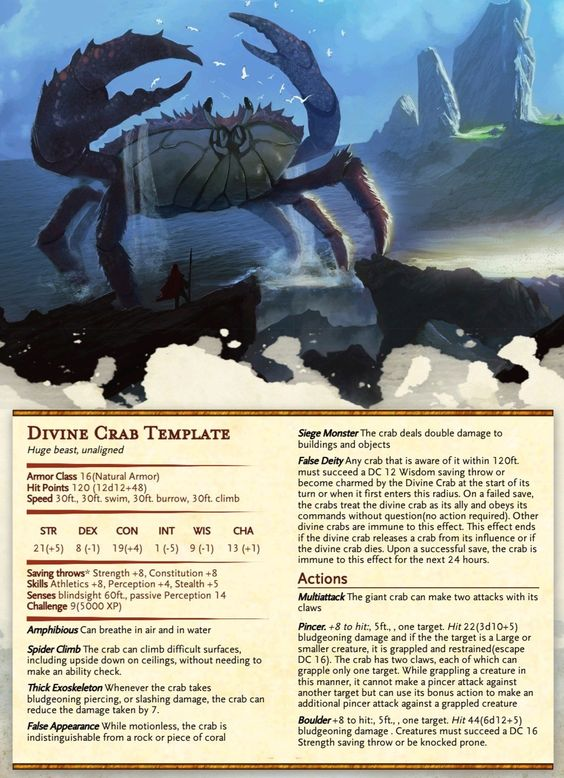 Divine Crab Template
Huge beast, unaligned
Armor Class 16(Natural Armor)
Hit Points 120 (12d12+48)
Speed 30ft., 30ft. swim, 30ft. burrow, 30ft. climb
STR DEX CON INT WIS CHA
21(+5) 8 (-1) 19(+4) 1 (-5) 9 (-1) 13 (+1)
Saving throws* Strength +8, Constitution +8
Skills Athletics +8, Perception +4, Stealth +5
Senses blindsight 60ft., passive Perception 14
Challenge 9(5000 XP)
Amphibious Can breathe in air and in water
Spider Climb The crab can climb difficult surfaces,
including upside down on ceilings, without needing to
make an ability check.
Thick Exoskeleton Whenever the crab takes
bludgeoning piercing, or slashing damage, the crab can
reduce the damage taken by 7.
False Appearance While motionless, the crab is
indistinguishable from a rock or piece of coral
Siege Monster The crab deals double damage to
buildings and objects
False Deity Any crab that is aware of it within 120ft.
must succeed a DC 12 Wisdom saving throw or
become charmed by the Divine Crab at the start of its
turn or when it first enters this radius. On a failed save,
the crabs treat the divine crab as its ally and obeys its
commands without question(no action required). Other
divine crabs are immune to this effect. This effect ends
if the divine crab releases a crab from its influence or if
the divine crab dies. Upon a successful save, the crab is
immune to this effect for the next 24 hours.
Actions
Multiattack The giant crab can make two attacks with its
claws
Pincer. +8 to hit:, 5ft., , one target. Hit 22(3d10+5)
bludgeoning damage and if the the target is a Large or
smaller creature, it is grappled and restrained(escape
DC 16). The crab has two claws, each of which can
grapple only one target. While grappling a creature in
this manner, it cannot make a pincer attack against
another target but can use its bonus action to make an
additional pincer attack against a grappled creature
Boulder +8 to hit:, 5ft., , one target. Hit 44(6d12+5)
bludgeoning damage . Creatures must succeed a DC 16
Strength saving throw or be knocked prone.